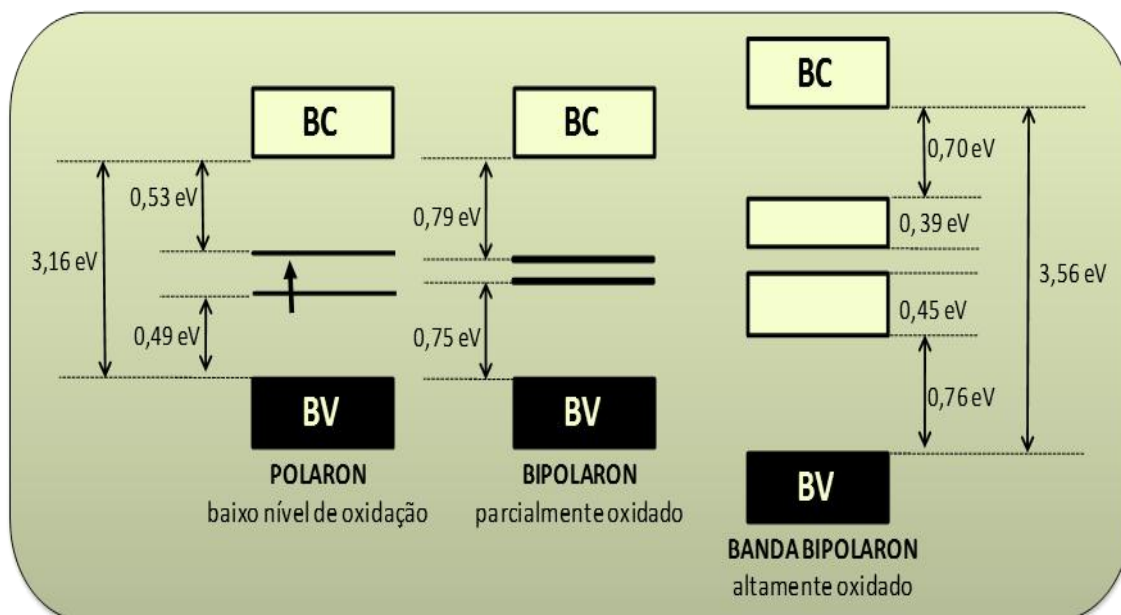 BC
0,53 eV
3,16 eV
0,49 eV
BV
POLARON
baixo nível de oxidação
BC
0,79 eV
0,75 eV
BV
BIPOLARON
parcialmente oxidado
BC
0,70 eV
0,39 eV
3,56 eV
0,45 eV
0,76 eV
BV
BANDA BIPOLARON
altamente oxidado